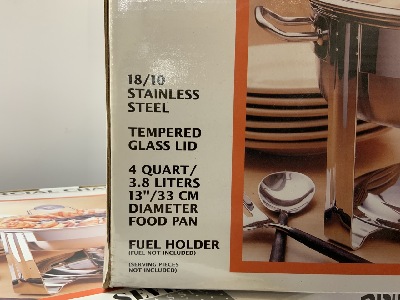 18/10
STAINLESS
STEEL
TEMPERED
GLASS LID
4 QUART/
3.8 LITERS
13"/33 CM
DIAMETER
FOOD PAN
FUEL HOLDER
(FUEL NOT INCLUDED)
(SERVING PIECES
NOT INCLUDED)